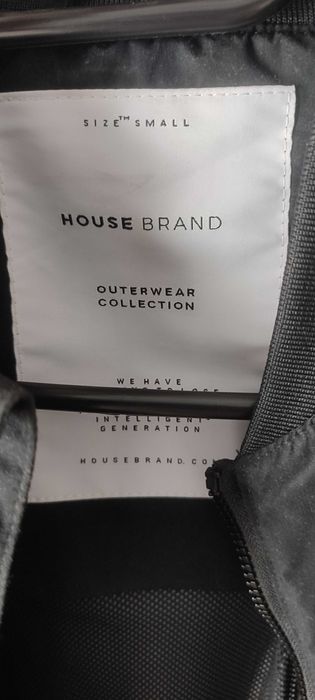 SIZE™ SMALL
HOUSE BRAND
OUTERWEAR
COLLECTION
WE HAVE
INTELLIGENT
GENERATION
HOUSEBRAND.CO